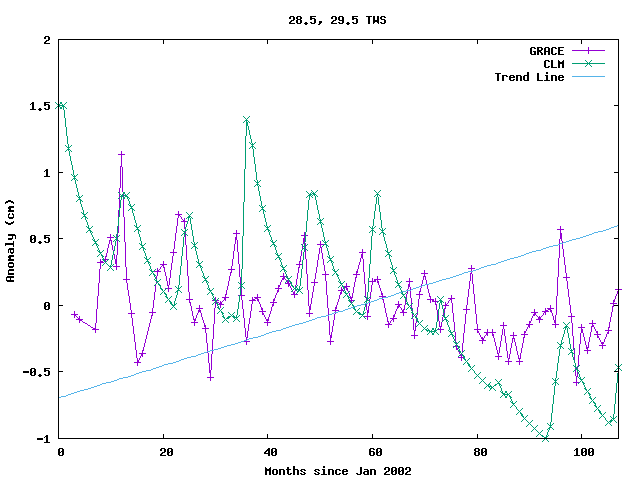 28.5, 29.5 TWS
GRACE
CLM
Trend Line
2
1.5
1
0.5
0
-0.5
-1
Anomaly (cm)
0 20 40 60 80 100
Months since Jan 2002